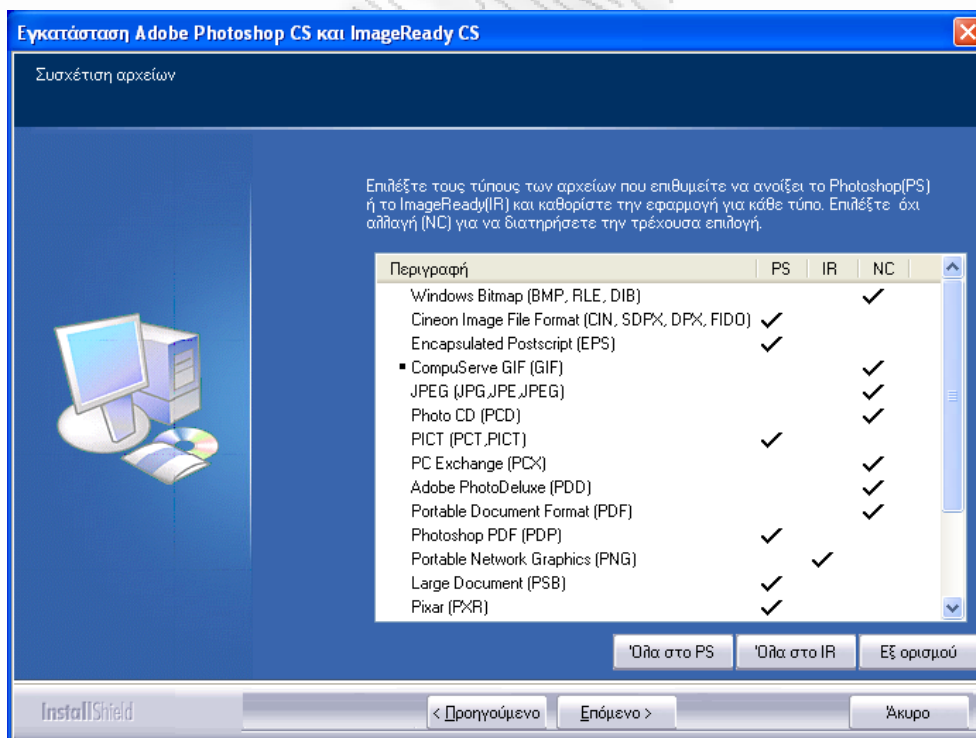 Εγκατάσταση Adobe Photoshop CS και ImageReady CS
Συσχέτιση αρχείων
Επιλέξτε τους τύπους των αρχείων που επιθυμείτε να ανοίξει το Photoshop(PS)
ή το ImageReady(IR) και καθορίστε την εφαρμογή για κάθε τύπο. Επιλέξτε όχι
αλλαγή (NC) για να διατηρήσετε την τρέχουσα επιλογή.
Περιγραφή PS IR NC
Windows Bitmap (BMP, RLE, DIB)
Cineon Image File Format (CIN, SDPX, DPX, FIDO)
Encapsulated Postscript (EPS)
CompuServe GIF (GIF)
JPEG (JPG,JPE,JPEG)
Photo CD (PCD)
PICT (PCT,PICT)
PC Exchange (PCX)
Adobe PhotoDeluxe (PDD)
Portable Document Format (PDF)
Photoshop PDF (PDP)
Portable Network Graphics (PNG)
Large Document (PSB)
Pixar (PXR)
Όλα στο PS Όλα στο IR Εξ ορισμού
InstallShield
< Προηγούμενο Επόμενο > Άκυρο